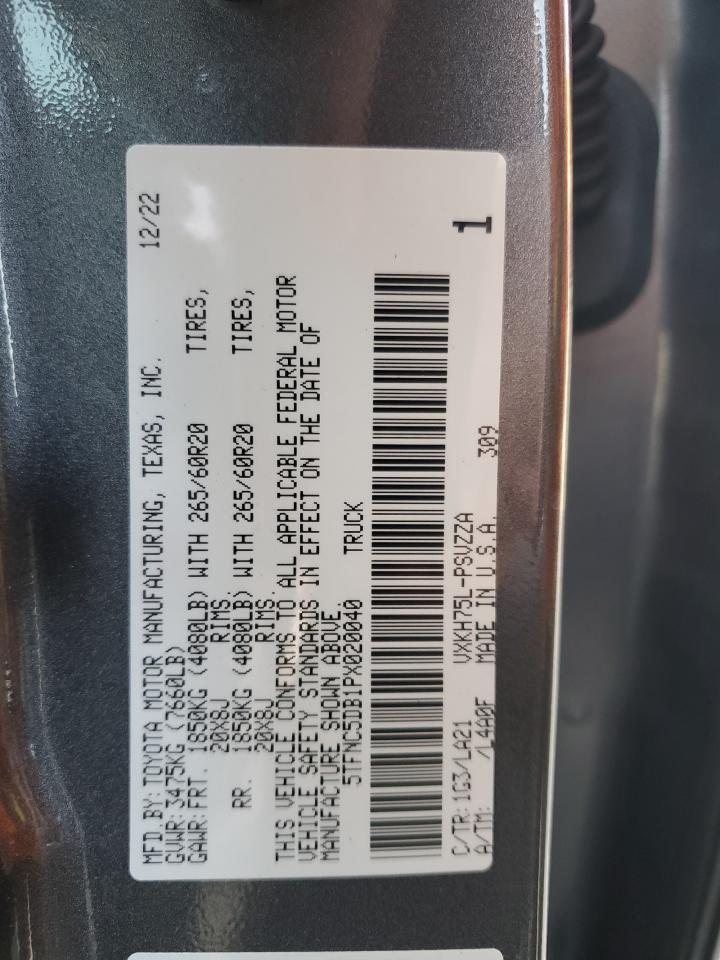 MFD BY: TOYOTA MOTOR MANUFACTURING, TEXAS, INC. 12/22
GVWR: 3475KG (7660LB)
GAWR: FRT. 1850KG (4080LB) WITH 265/60R20 TIRES,
20X8J RIMS.
RR. 1850KG (4080LB) WITH 265/60R20 TIRES,
20X8J RIMS.
THIS VEHICLE CONFORMS TO ALL APPLICABLE FEDERAL MOTOR
VEHICLE SAFETY STANDARDS IN EFFECT ON THE DATE OF
MANUFACTURE SHOWN ABOVE.
5TFNC5DB1PX020040 TRUCK
C/TR: 1G3/LA21 VXKH75L-PSVZZA 1
A/TM: /L4A0F MADE IN U.S.A. 309